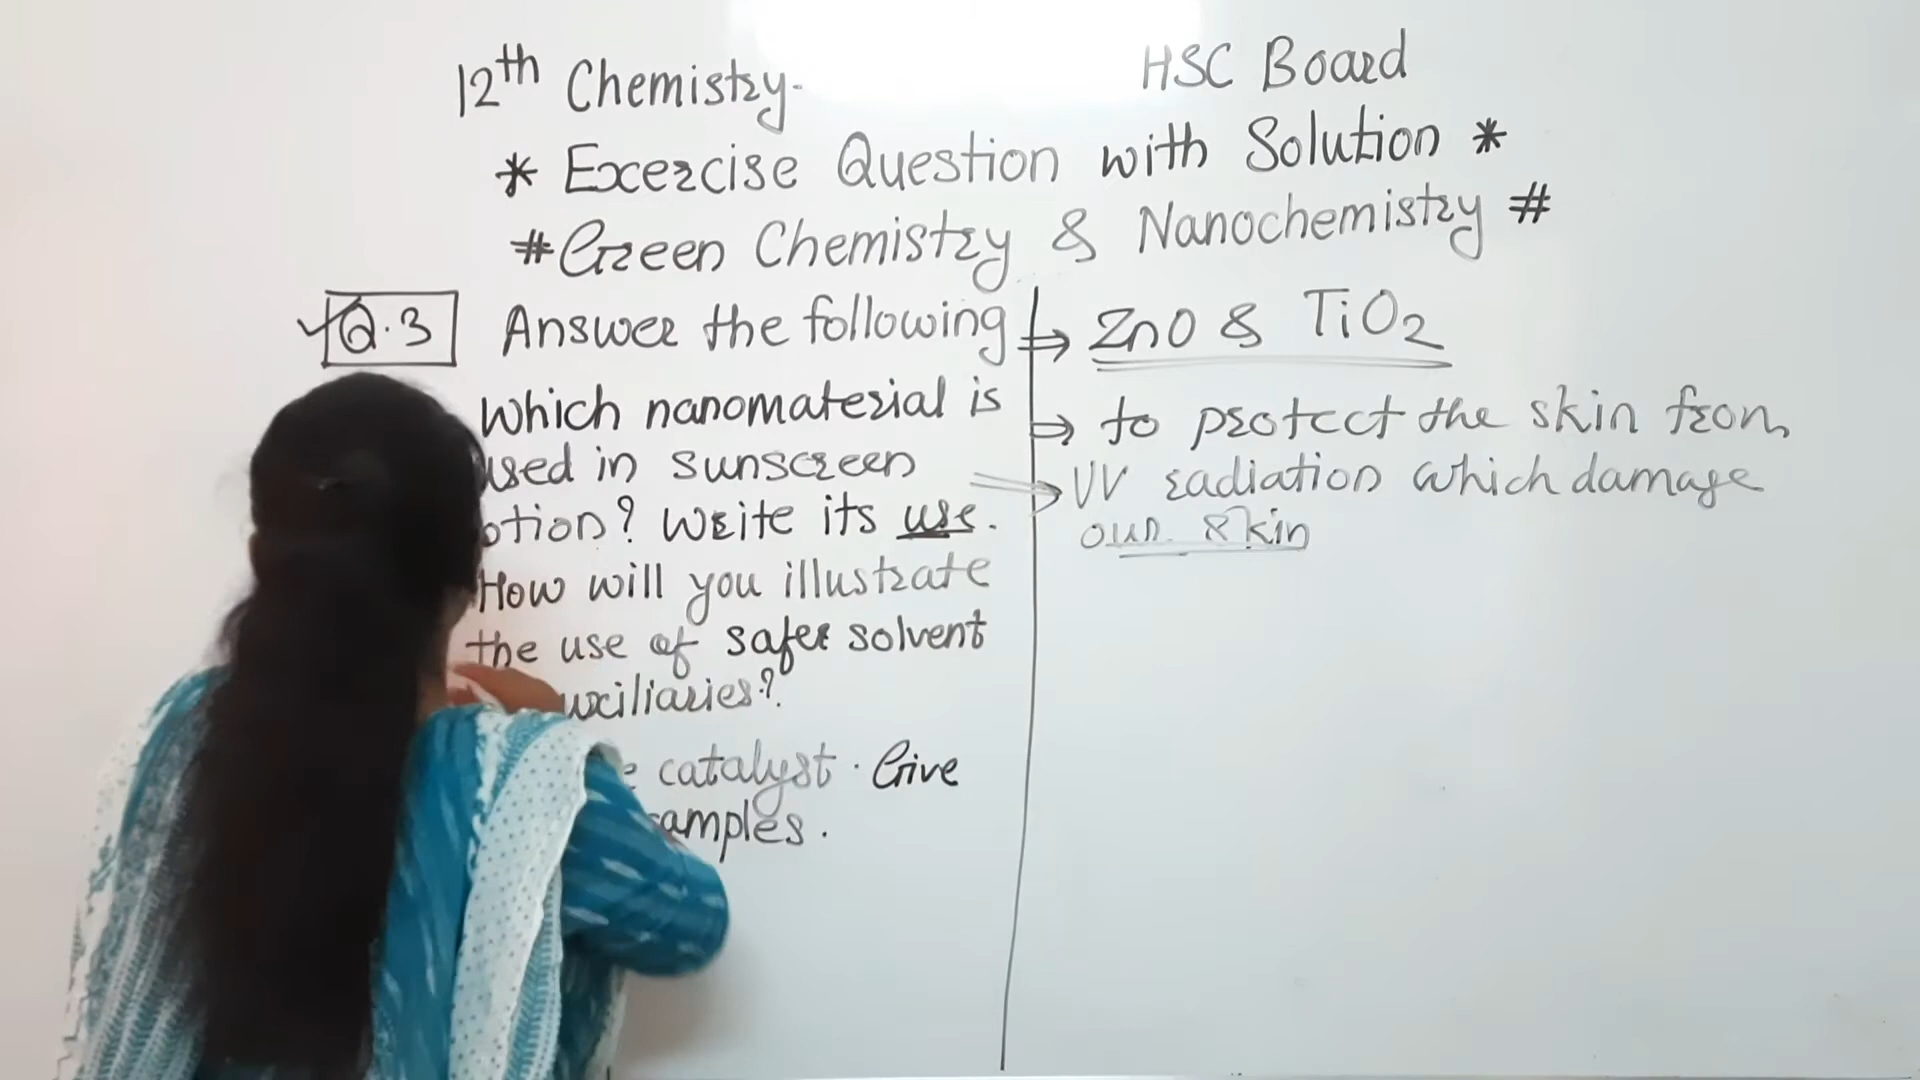 12th Chemistry.
HSC Board
* Excercise Question with Solution *
# Green Chemistry & Nanochemistry #
Q.3 Answer the following
Which nanomaterial is
used in sunscreen
otion? Write its use.
How will you illustrate
the use of safer solvent
uxiliaries?
e catalyst. Give
amples.
⇒ ZnO & TiO2
⇒ to protect the skin from
⇒ UV radiation which damage
our skin